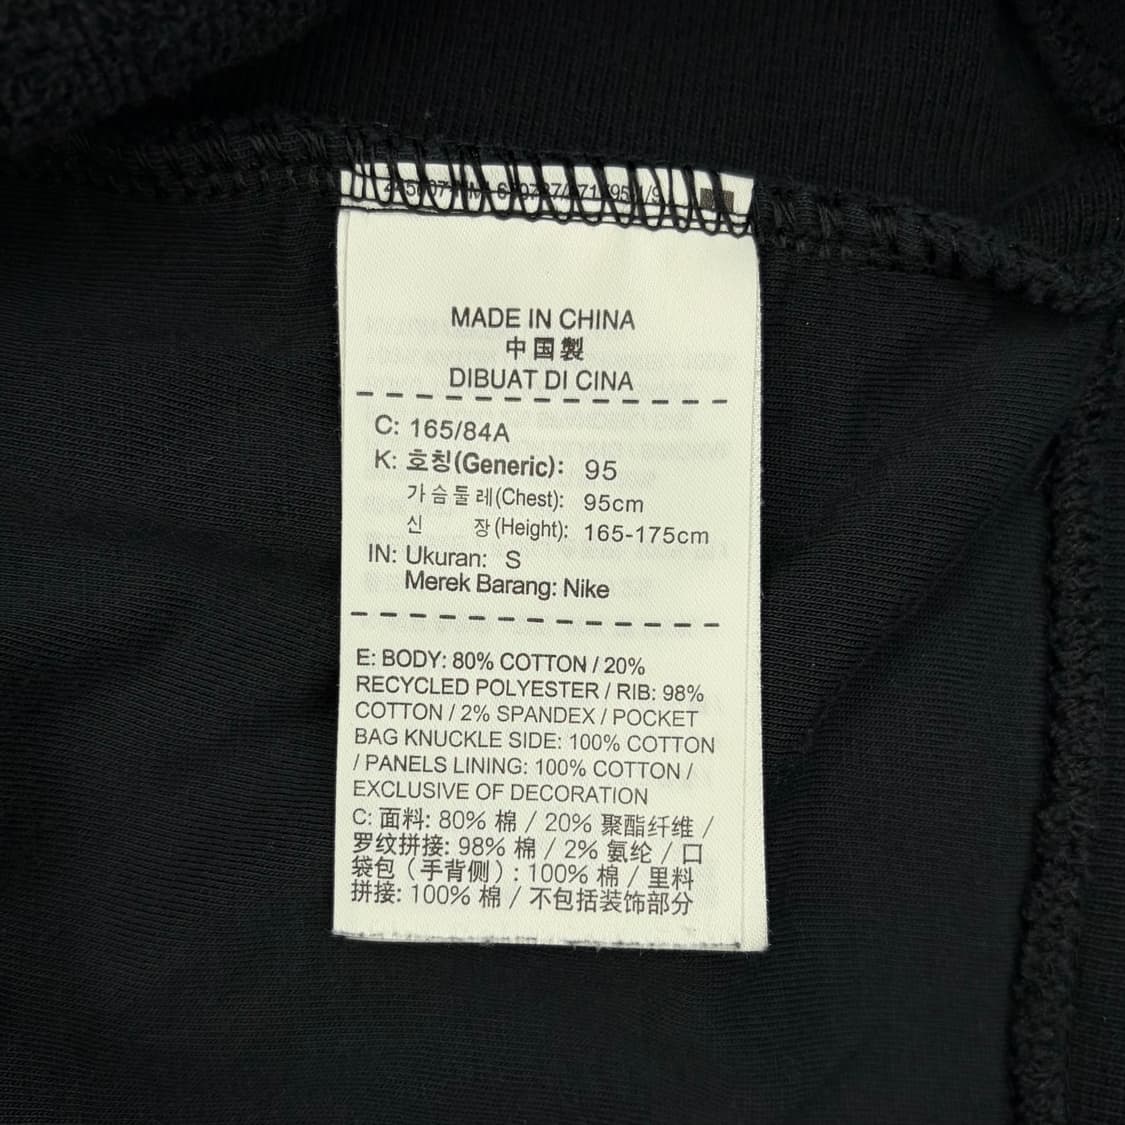 MADE IN CHINA
中国製
DIBUAT DI CINA
C: 165/84A
K: 호칭(Generic): 95
가슴둘레(Chest): 95cm
신 장(Height): 165-175cm
IN: Ukuran: S
Merek Barang: Nike
E: BODY: 80% COTTON / 20%
RECYCLED POLYESTER / RIB: 98%
COTTON / 2% SPANDEX / POCKET
BAG KNUCKLE SIDE: 100% COTTON
/ PANELS LINING: 100% COTTON /
EXCLUSIVE OF DECORATION
C: 面料: 80% 棉 / 20% 聚酯纤维 /
罗纹拼接: 98% 棉 / 2% 氨纶 / 口
袋包（手背侧）: 100% 棉 / 里料
拼接: 100% 棉 / 不包括装饰部分